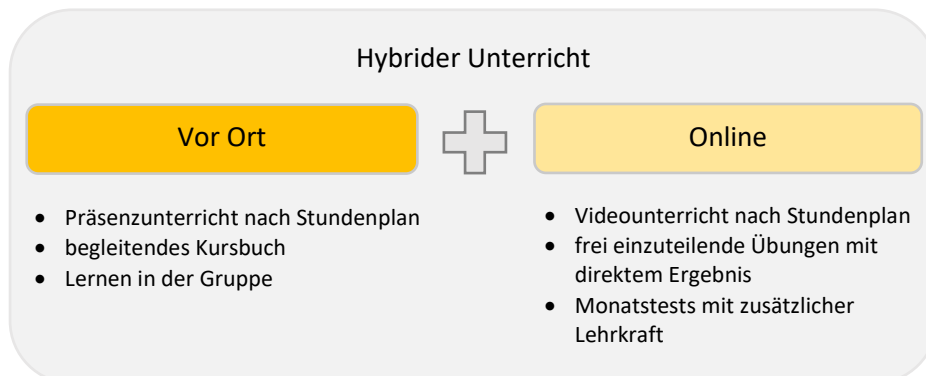 Hybrider Unterricht
Vor Ort
Online
• Präsenzunterricht nach Stundenplan
• begleitendes Kursbuch
• Lernen in der Gruppe
• Videounterricht nach Stundenplan
• frei einzuteilende Übungen mit
direktem Ergebnis
• Monatstests mit zusätzlicher
Lehrkraft